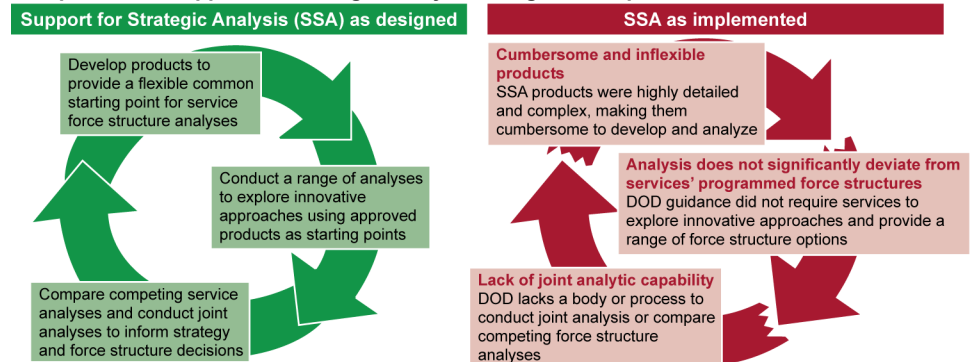 Support for Strategic Analysis (SSA) as designed
Develop products to
provide a flexible common
starting point for service
force structure analyses
Conduct a range of analyses
to explore innovative
approaches using approved
products as starting points
Compare competing service
analyses and conduct joint
analyses to inform strategy
and force structure decisions
SSA as implemented
Cumbersome and inflexible
products
SSA products were highly detailed
and complex, making them
cumbersome to develop and analyze
Analysis does not significantly deviate from
services’ programmed force structures
DOD guidance did not require services to
explore innovative approaches and provide a
range of force structure options
Lack of joint analytic capability
DOD lacks a body or process to
conduct joint analysis or compare
competing force structure
analyses